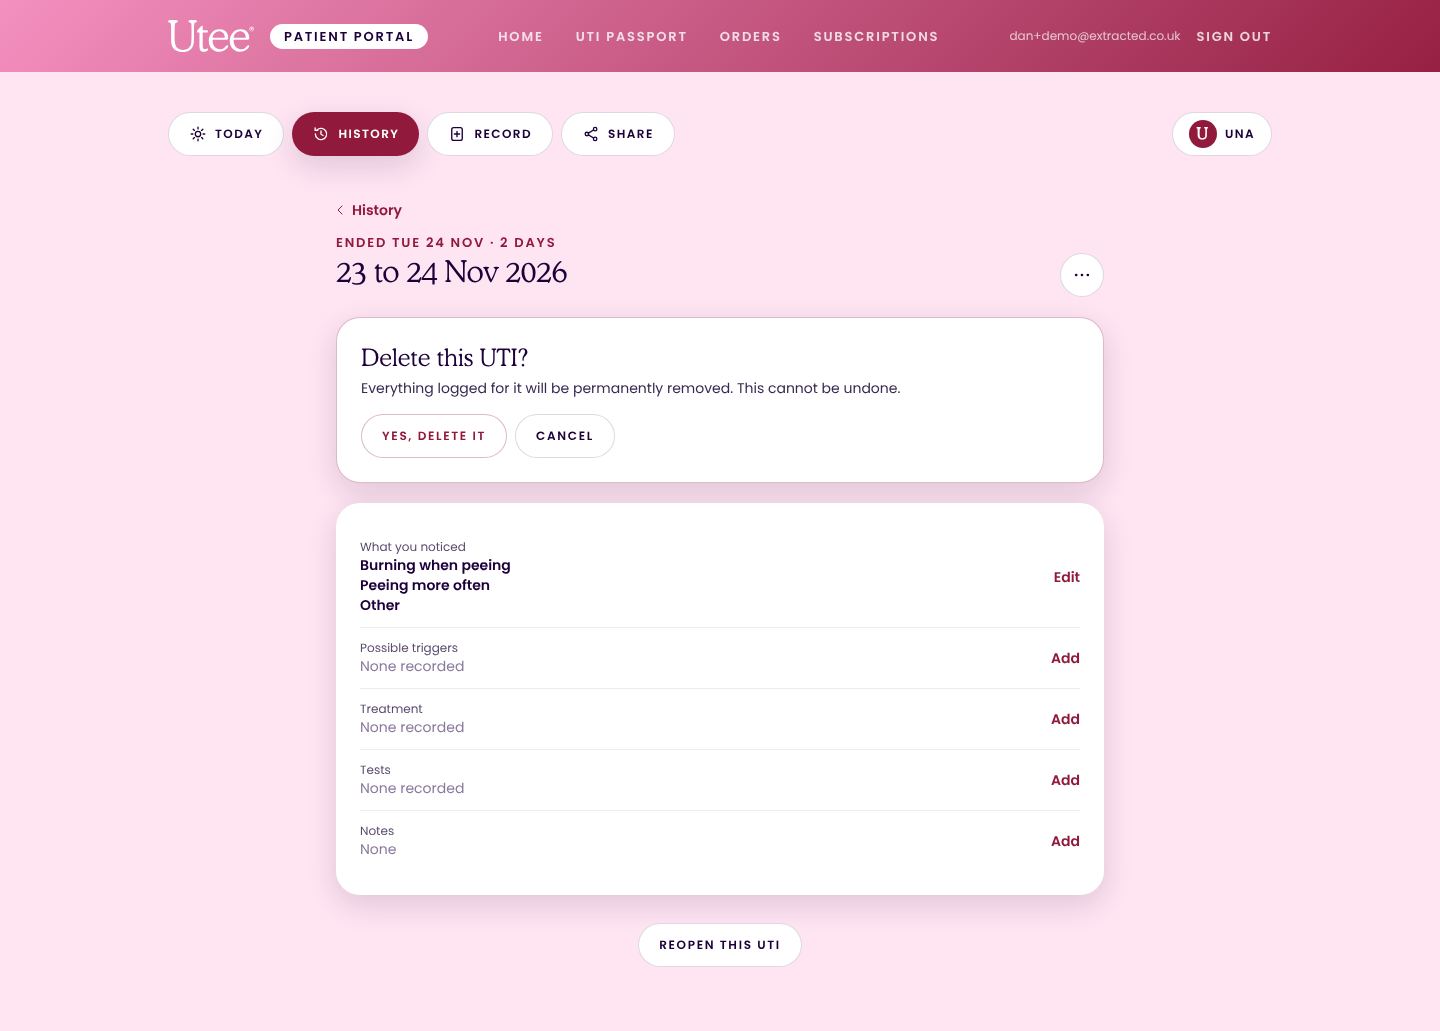 Utee®
PATIENT PORTAL
HOME
UTI PASSPORT
ORDERS
SUBSCRIPTIONS
dan+demo@extracted.co.uk
SIGN OUT
TODAY
HISTORY
RECORD
SHARE
U
UNA
History
ENDED TUE 24 NOV · 2 DAYS
23 to 24 Nov 2026
Delete this UTI?
Everything logged for it will be permanently removed. This cannot be undone.
YES, DELETE IT
CANCEL
What you noticed
Burning when peeing
Peeing more often
Other
Edit
Possible triggers
None recorded
Add
Treatment
None recorded
Add
Tests
None recorded
Add
Notes
None
Add
REOPEN THIS UTI